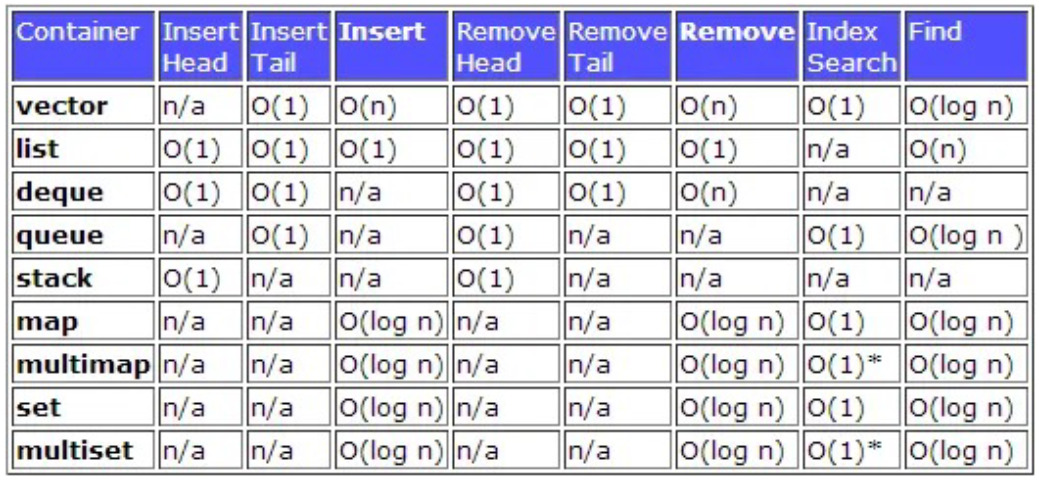 Container Insert Head Insert Tail Insert Remove Head Remove Tail Remove Index Search Find
vector n/a O(1) O(n) O(1) O(1) O(n) O(1) O(log n)
list O(1) O(1) O(1) O(1) O(1) O(1) n/a O(n)
deque O(1) O(1) n/a O(1) O(1) O(n) n/a n/a
queue n/a O(1) n/a O(1) n/a n/a O(1) O(log n )
stack O(1) n/a n/a O(1) n/a n/a n/a n/a
map n/a n/a O(log n) n/a n/a O(log n) O(1) O(log n)
multimap n/a n/a O(log n) n/a n/a O(log n) O(1)* O(log n)
set n/a n/a O(log n) n/a n/a O(log n) O(1) O(log n)
multiset n/a n/a O(log n) n/a n/a O(log n) O(1)* O(log n)